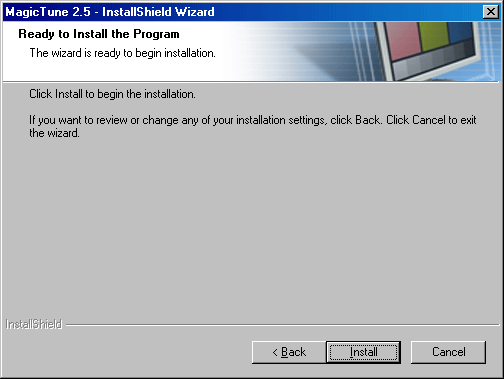 MagicTune 2.5 - InstallShield Wizard
Ready to Install the Program
The wizard is ready to begin installation.
Click Install to begin the installation.
If you want to review or change any of your installation settings, click Back. Click Cancel to exit
the wizard.
InstallShield
< Back Install Cancel